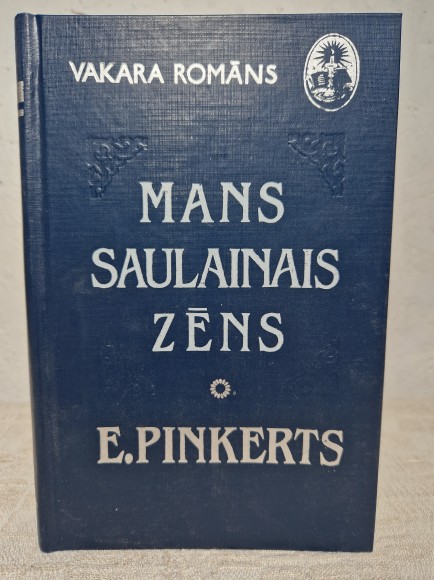 VAKARA ROMĀNS
MANS
SAULAINAIS
ZĒNS
E.PINKERTS